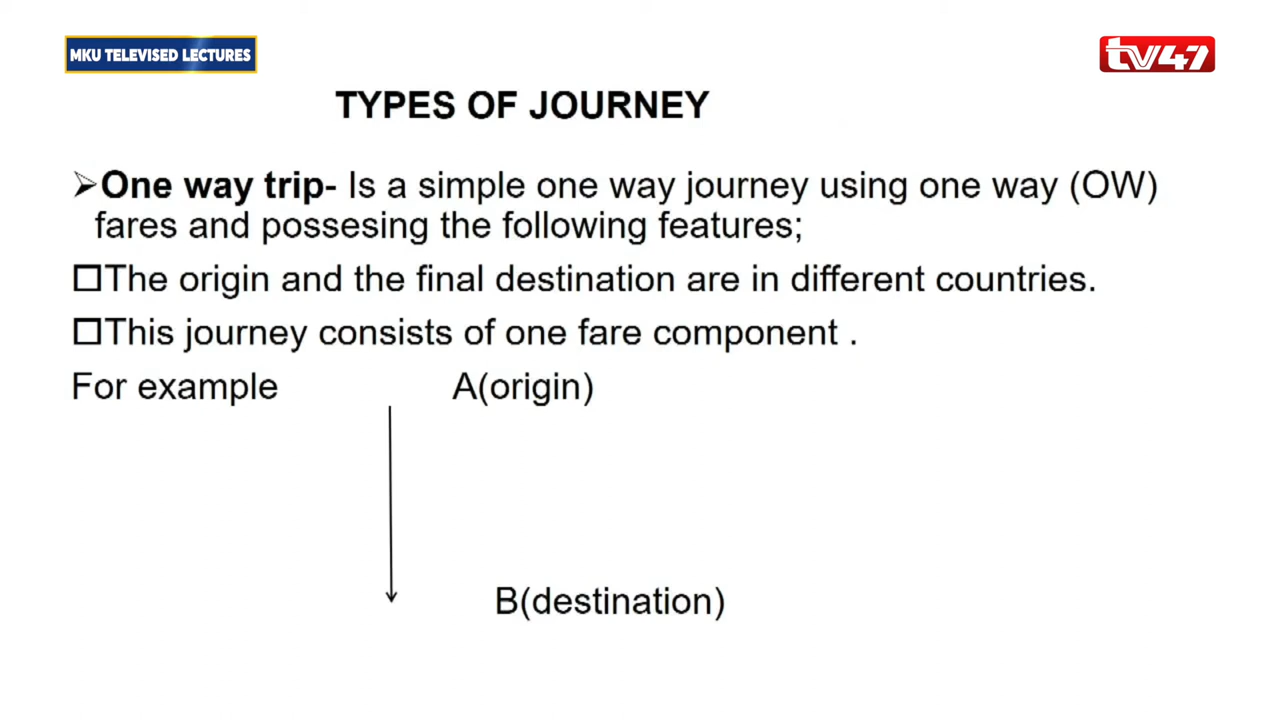 MKU TELEVISED LECTURES
tv47
TYPES OF JOURNEY
➢One way trip- Is a simple one way journey using one way (OW)
fares and possesing the following features;
☐The origin and the final destination are in different countries.
☐This journey consists of one fare component .
For example A(origin)
B(destination)